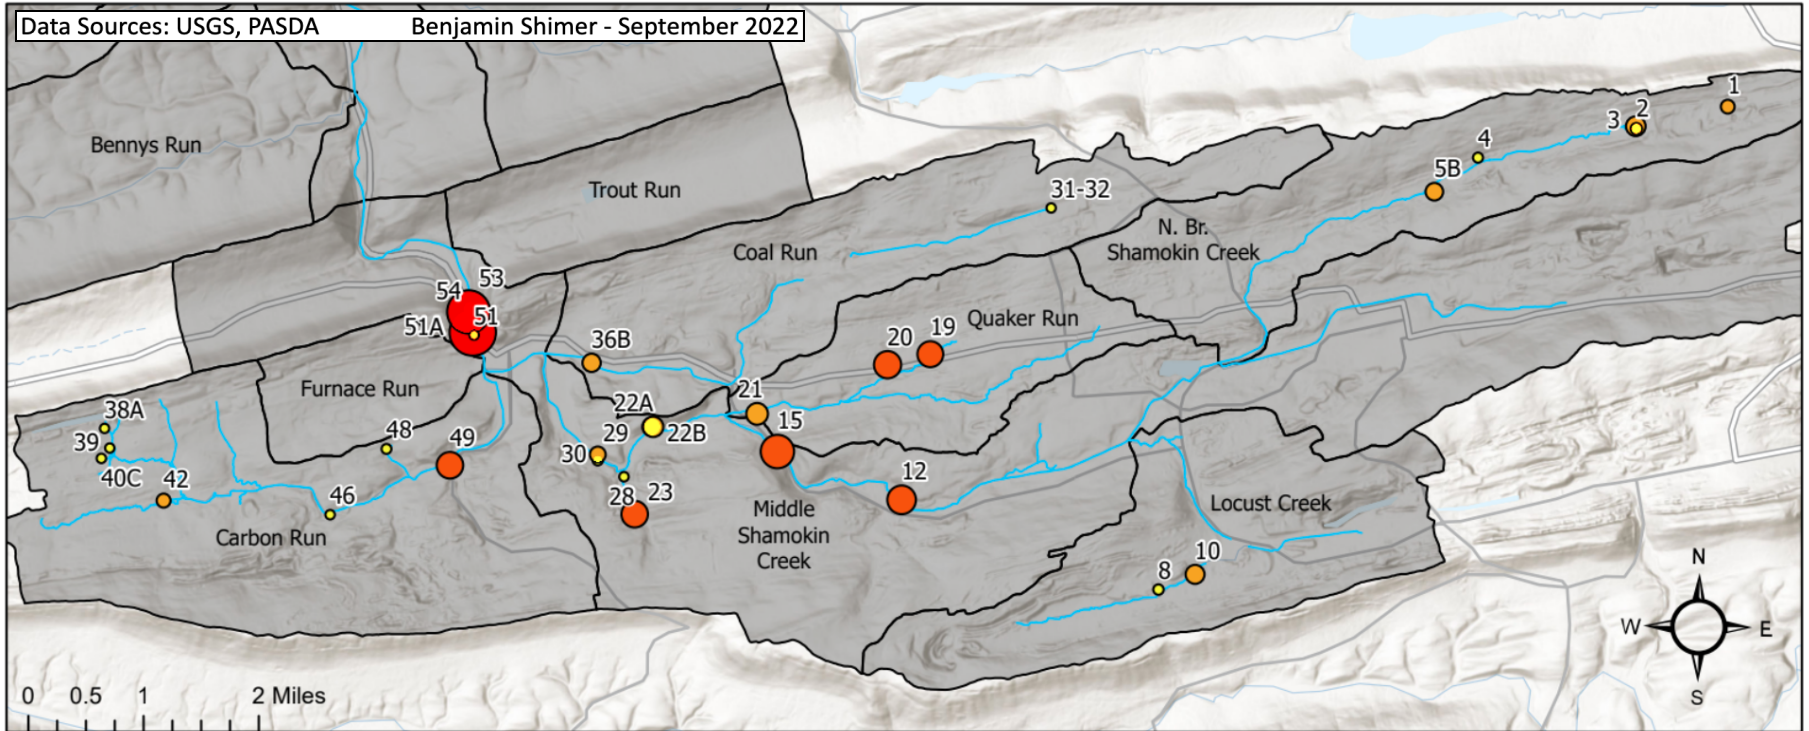 Data Sources: USGS, PASDA Benjamin Shimer - September 2022
1
2
3
Bennys Run
4
5B
Trout Run
31-32
N. Br.
Shamokin Creek
Coal Run
53
54
51
51A
Quaker Run
19
20
36B
Furnace Run
21
22A
38A
15
48
29
22B
39
49
30
12
40C
42
46
28
23
Middle
Shamokin
Creek
Locust Creek
Carbon Run
10
8
N
W
E
S
0 0.5 1 2 Miles